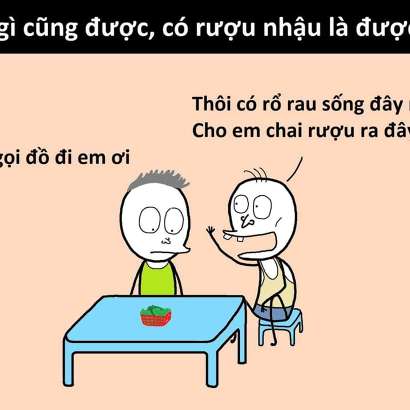 gì cũng được, có rượu nhậu là được
Thôi có rổ rau sống đây
Cho em chai rượu ra đây
gọi đồ đi em ơi